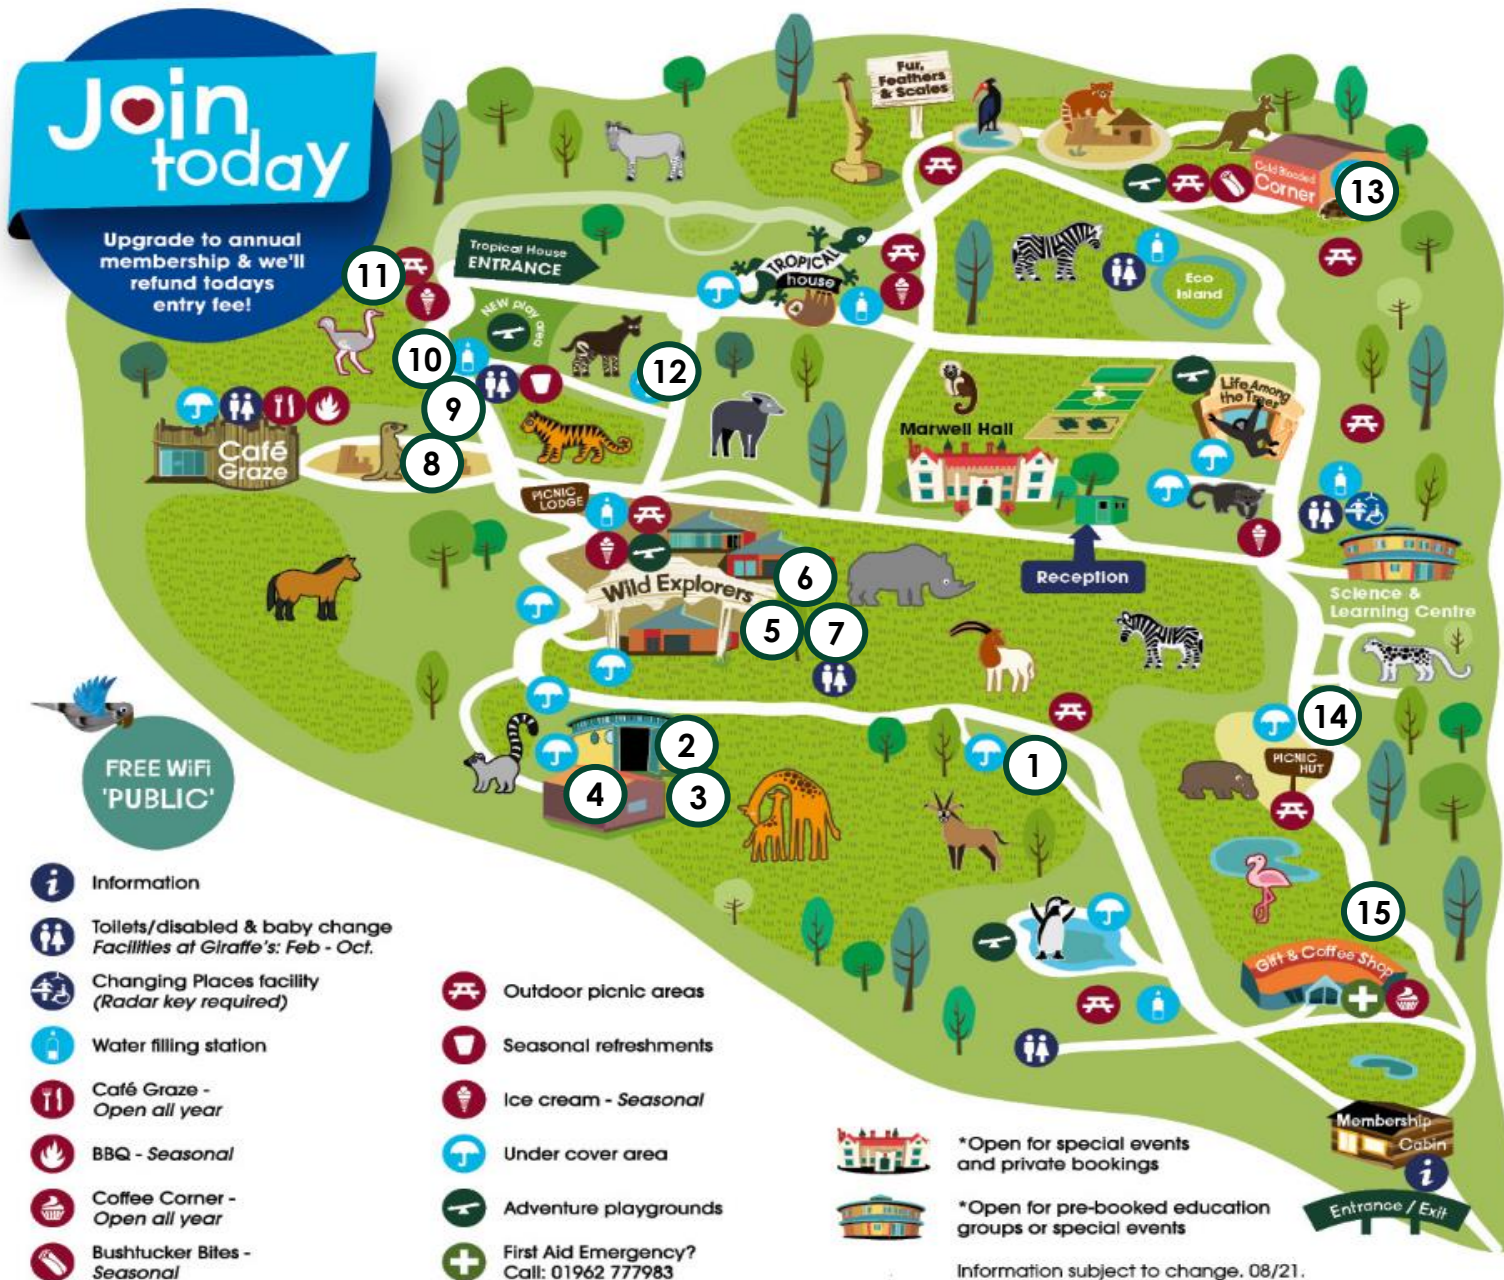 Join
today
Upgrade to annual
membership & we'll
refund todays
entry fee!
Fur,
Feathers
& Scales
Cold Blooded
Corner
13
11
Tropical House
ENTRANCE
TROPICAL
house
Eco
Island
NEW play area
10
12
9
Café
Graze
8
Marwell Hall
Life Among
the Trees
PICNIC
LODGE
Wild Explorers
6
5
7
Reception
Science &
Learning Centre
FREE WiFi
'PUBLIC'
2
4
3
1
14
PICNIC
HUT
15
Gift & Coffee Shop
Membership
Cabin
i
Entrance / Exit
i
Information
Toilets/disabled & baby change
Facilities at Giraffe's: Feb - Oct.
Changing Places facility
(Radar key required)
Water filling station
Café Graze -
Open all year
BBQ - Seasonal
Coffee Corner -
Open all year
Bushtucker Bites -
Seasonal
Outdoor picnic areas
Seasonal refreshments
Ice cream - Seasonal
Under cover area
Adventure playgrounds
First Aid Emergency?
Call: 01962 777983
*Open for special events
and private bookings
*Open for pre-booked education
groups or special events
Information subject to change. 08/21.